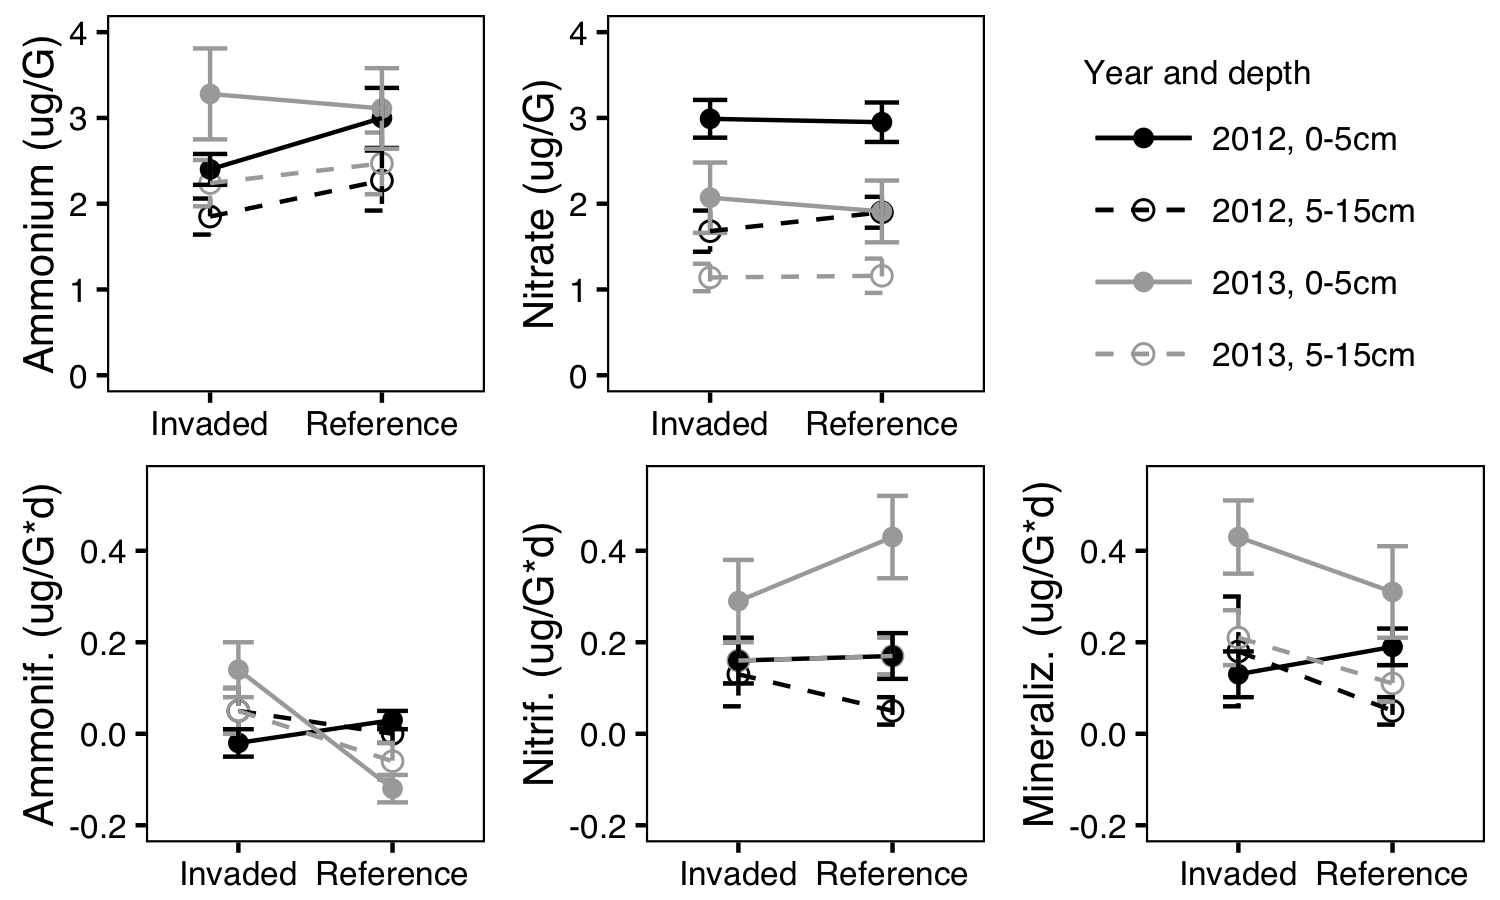 Ammonium (ug/G)
4
3
2
1
0
Invaded Reference
Nitrate (ug/G)
4
3
2
1
0
Invaded Reference
Year and depth
2012, 0-5cm
2012, 5-15cm
2013, 0-5cm
2013, 5-15cm
Ammonif. (ug/G*d)
0.4
0.2
0.0
-0.2
Invaded Reference
Nitrif. (ug/G*d)
0.4
0.2
0.0
-0.2
Invaded Reference
Mineraliz. (ug/G*d)
0.4
0.2
0.0
-0.2
Invaded Reference